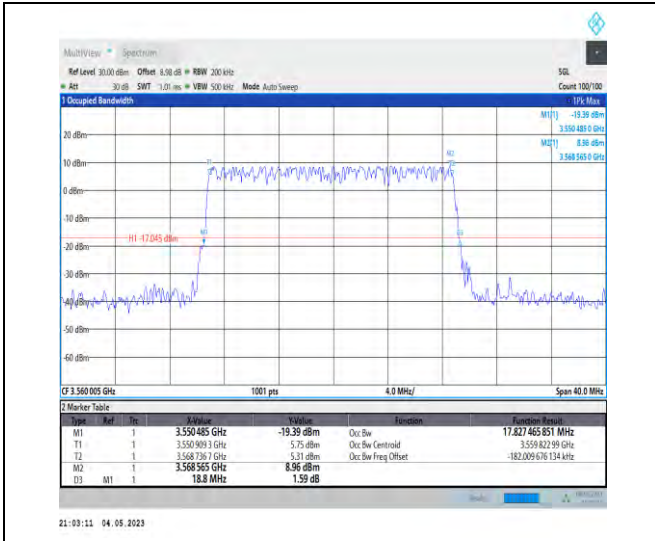 MultiView Spectrum
Ref Level 30.00 dBm Offset 8.98 dB RBW 200 kHz SGL
Att 30 dB SWT 1.01 ms VBW 500 kHz Mode Auto Sweep Count 100/100
1 Occupied Bandwidth 1Pk Max
M1[1] -19.39 dBm
3.550 485 0 GHz
M2[1] 8.96 dBm
3.568 565 0 GHz
20 dBm
10 dBm
0 dBm
-10 dBm
-20 dBm
-30 dBm
-40 dBm
-50 dBm
-60 dBm
H1 -17.045 dBm
T1
M2
T2
M1
D3
CF 3.560 005 GHz 1001 pts 4.0 MHz/ Span 40.0 MHz
2 Marker Table
Type Ref Trc X-Value Y-Value Function Function Result
M1 1 3.550 485 GHz -19.39 dBm Occ Bw 17.827 465 851 MHz
T1 1 3.550 909 3 GHz 5.75 dBm Occ Bw Centroid 3.559 822 99 GHz
T2 1 3.568 736 7 GHz 5.31 dBm Occ Bw Freq Offset -182.009 676 134 kHz
M2 1 3.568 565 GHz 8.96 dBm
D3 M1 1 18.8 MHz 1.59 dB
21:03:11 04.05.2023